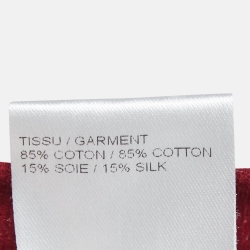 TISSU / GARMENT
85% COTON / 85% COTTON
15% SOIE / 15% SILK